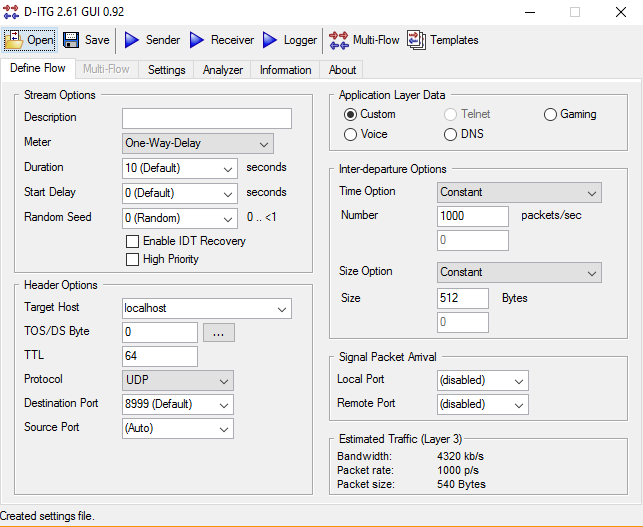 D-ITG 2.61 GUI 0.92
Open Save Sender Receiver Logger Multi-Flow Templates
Define Flow Multi-Flow Settings Analyzer Information About
Stream Options
Description
Meter One-Way-Delay
Duration 10 (Default) seconds
Start Delay 0 (Default) seconds
Random Seed 0 (Random) 0 .. <1
Enable IDT Recovery
High Priority
Header Options
Target Host localhost
TOS/DS Byte 0 ...
TTL 64
Protocol UDP
Destination Port 8999 (Default)
Source Port (Auto)
Application Layer Data
Custom Telnet Gaming
Voice DNS
Inter-departure Options
Time Option Constant
Number 1000 packets/sec
0
Size Option Constant
Size 512 Bytes
0
Signal Packet Arrival
Local Port (disabled)
Remote Port (disabled)
Estimated Traffic (Layer 3)
Bandwidth: 4320 kb/s
Packet rate: 1000 p/s
Packet size: 540 Bytes
Created settings file.